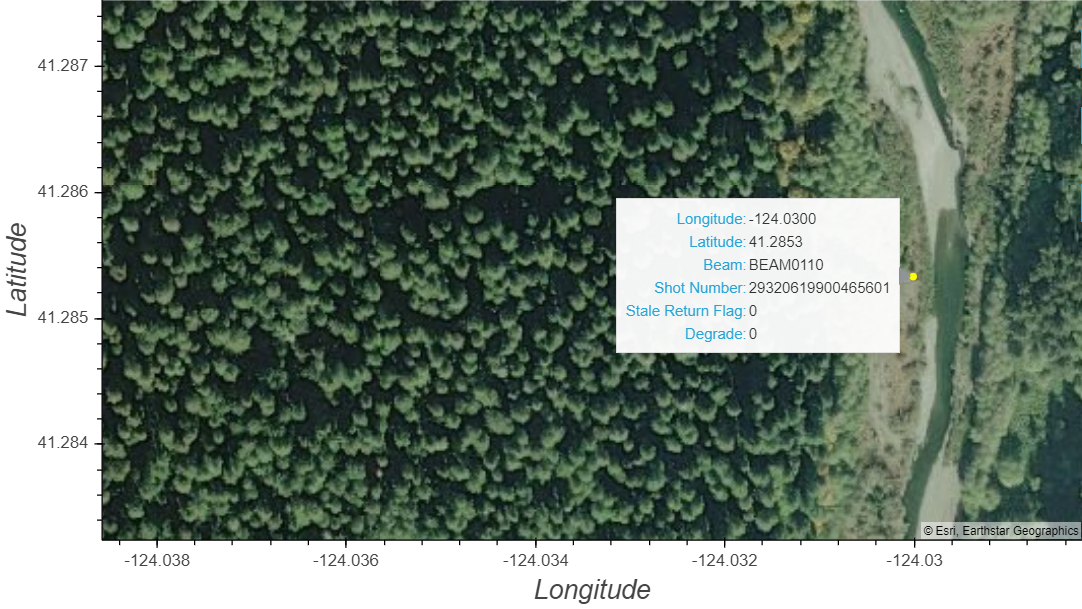 41.287
41.286
Longitude: -124.0300
Latitude: 41.2853
Beam: BEAM0110
Shot Number: 29320619900465601
Stale Return Flag: 0
Degrade: 0
41.285
41.284
Latitude
© Esri, Earthstar Geographics
-124.038 -124.036 -124.034 -124.032 -124.03
Longitude